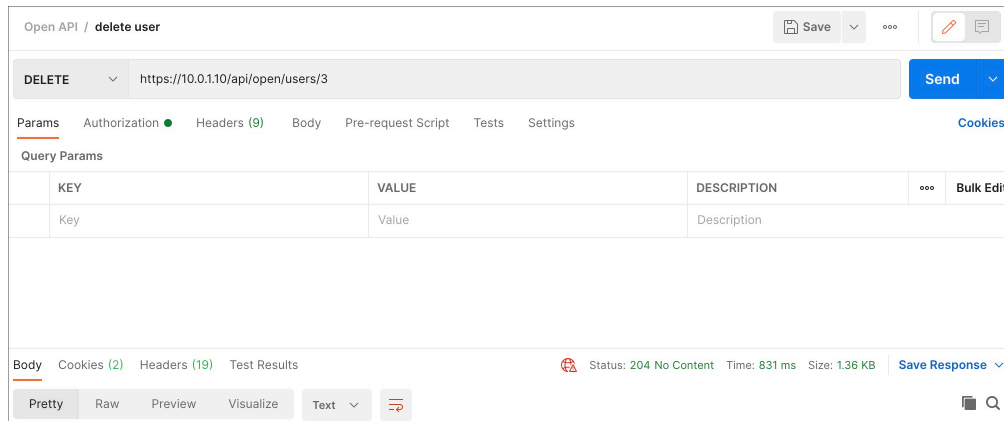 Open API / delete user Save ooo
DELETE https://10.0.1.10/api/open/users/3 Send
Params Authorization Headers (9) Body Pre-request Script Tests Settings Cookies
Query Params
KEY VALUE DESCRIPTION ooo Bulk Edit
Key Value Description
Body Cookies (2) Headers (19) Test Results Status: 204 No Content Time: 831 ms Size: 1.36 KB Save Response
Pretty Raw Preview Visualize Text